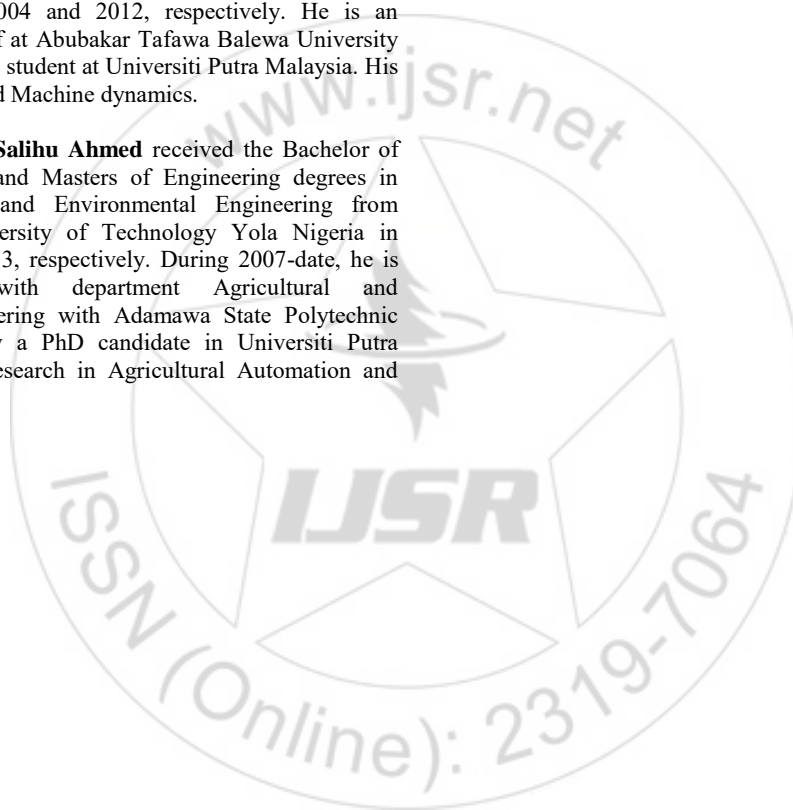 004 and 2012, respectively. He is an
at Abubakar Tafawa Balewa University
student at Universiti Putra Malaysia. His
Machine dynamics.
Salihu Ahmed received the Bachelor of
and Masters of Engineering degrees in
and Environmental Engineering from
ersity of Technology Yola Nigeria in
3, respectively. During 2007-date, he is
with department Agricultural and
ering with Adamawa State Polytechnic
a PhD candidate in Universiti Putra
esearch in Agricultural Automation and
www.ijsr.net
IJSR
ISSN (Online): 2319-7064